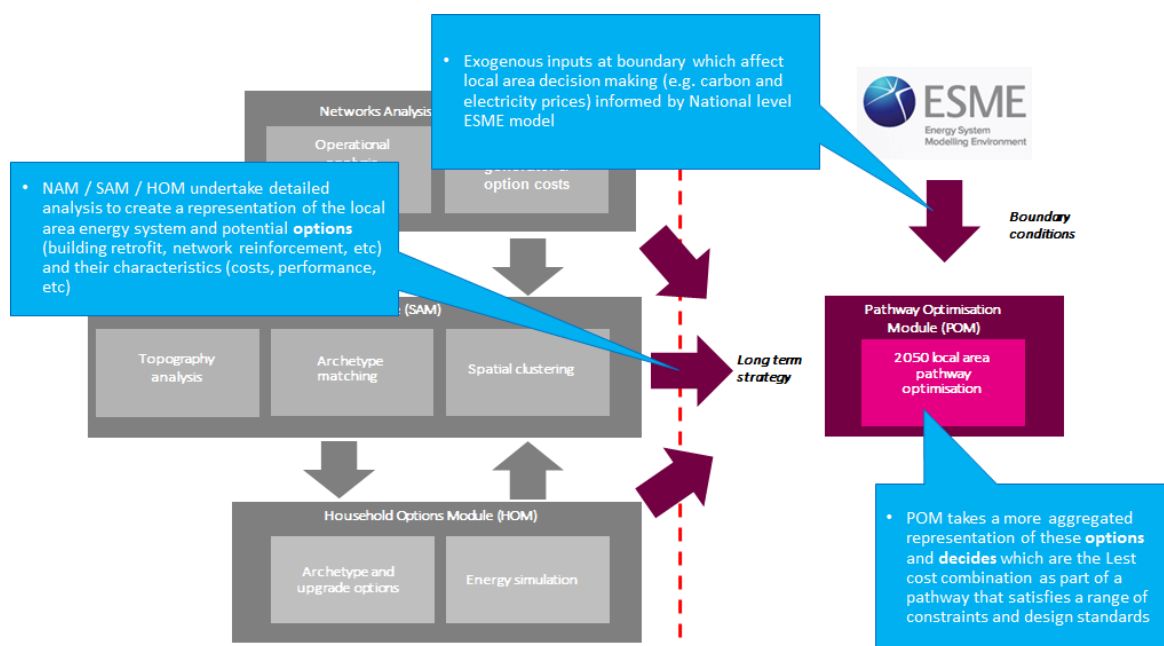 • Exogenous inputs at boundary which affect
local area decision making (e.g. carbon and
electricity prices) informed by National level
ESME model
ESME
Energy System
Modelling Environment
Networks Analysis
Operational
option costs
• NAM / SAM / HOM undertake detailed
analysis to create a representation of the local
area energy system and potential options
(building retrofit, network reinforcement, etc)
and their characteristics (costs, performance,
etc)
Boundary
conditions
(SAM)
Topography
analysis
Archetype
matching
Spatial clustering
Long term
strategy
Pathway Optimisation
Module (POM)
2050 local area
pathway
optimisation
Household Options Module (HOM)
Archetype and
upgrade options
Energy simulation
• POM takes a more aggregated
representation of these options
and decides which are the Lest
cost combination as part of a
pathway that satisfies a range of
constraints and design standards